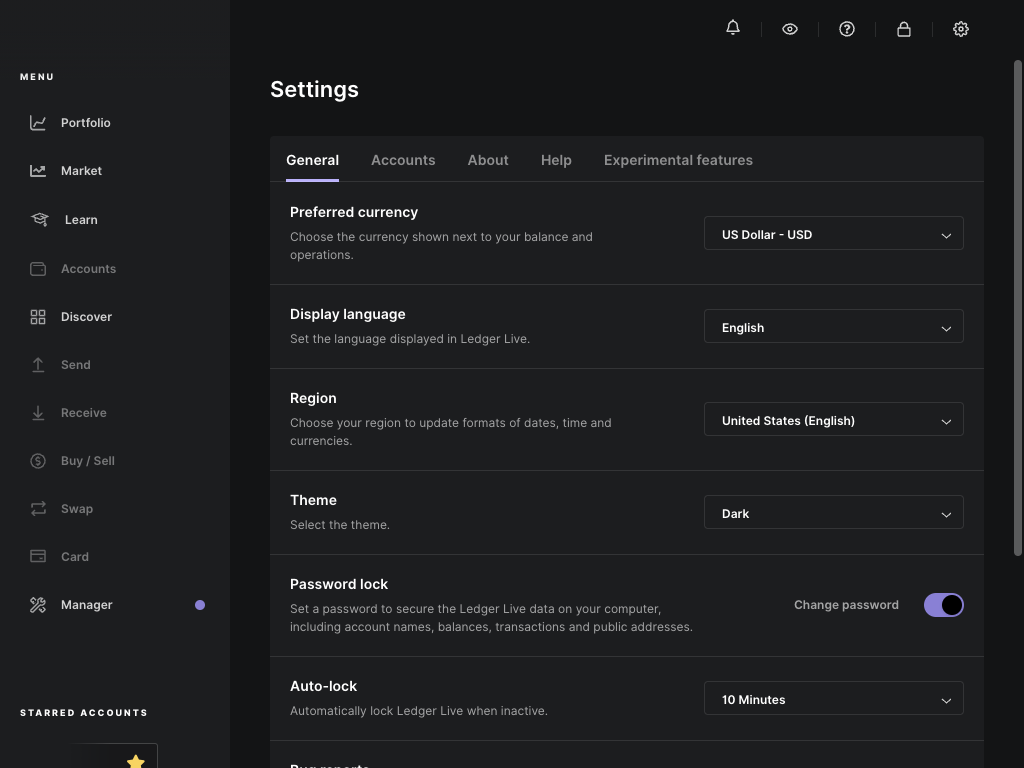 MENU
Portfolio
Market
Learn
Accounts
Discover
Send
Receive
Buy / Sell
Swap
Card
Manager
STARRED ACCOUNTS
Settings
General
Accounts
About
Help
Experimental features
Preferred currency
Choose the currency shown next to your balance and
operations.
US Dollar - USD
Display language
Set the language displayed in Ledger Live.
English
Region
Choose your region to update formats of dates, time and
currencies.
United States (English)
Theme
Select the theme.
Dark
Password lock
Set a password to secure the Ledger Live data on your computer,
including account names, balances, transactions and public addresses.
Change password
Auto-lock
Automatically lock Ledger Live when inactive.
10 Minutes
Bug reports